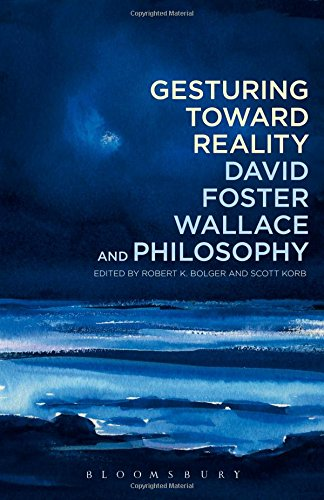 GESTURING
TOWARD
REALITY
DAVID
FOSTER
WALLACE
AND PHILOSOPHY
EDITED BY ROBERT K. BOLGER AND SCOTT KORB
BLOOMSBURY